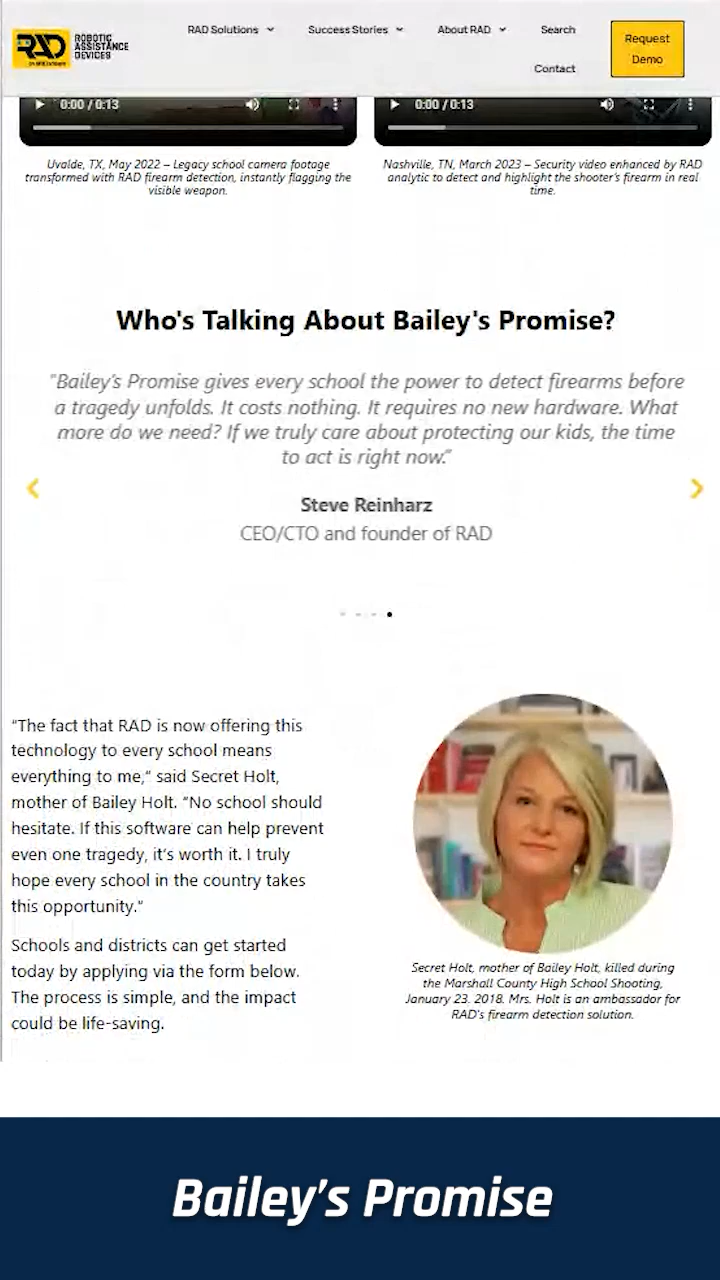 RAD Solutions
Success Stories
About RAD
Search
Contact
Request
Demo
RAD
ROBOTIC
ASSISTANCE
DEVICES
0:00 / 0:13
0:00 / 0:13
Uvalde, TX, May 2022 – Legacy school camera footage
transformed with RAD firearm detection, instantly flagging the
visible weapon.
Nashville, TN, March 2023 – Security video enhanced by RAD
analytic to detect and highlight the shooter's firearm in real
time.
Who's Talking About Bailey's Promise?
"Bailey's Promise gives every school the power to detect firearms before
a tragedy unfolds. It costs nothing. It requires no new hardware. What
more do we need? If we truly care about protecting our kids, the time
to act is right now."
Steve Reinharz
CEO/CTO and founder of RAD
"The fact that RAD is now offering this
technology to every school means
everything to me," said Secret Holt,
mother of Bailey Holt. "No school should
hesitate. If this software can help prevent
even one tragedy, it's worth it. I truly
hope every school in the country takes
this opportunity."
Schools and districts can get started
today by applying via the form below.
The process is simple, and the impact
could be life-saving.
Secret Holt, mother of Bailey Holt, killed during
the Marshall County High School Shooting,
January 23. 2018. Mrs. Holt is an ambassador for
RAD's firearm detection solution.
Bailey's Promise